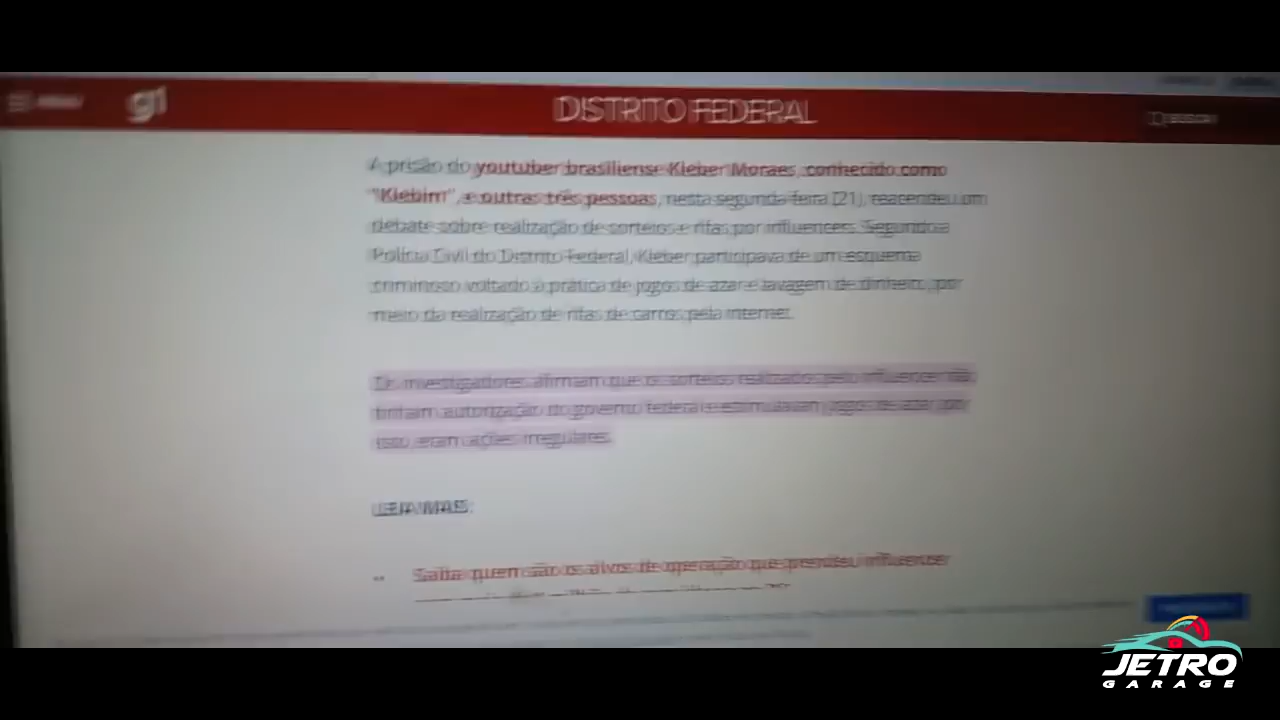 MENU
g1
DISTRITO FEDERAL
BUSCAR
A prisão do youtuber brasiliense Kleber Moraes, conhecido como
"Klebim", e outras três pessoas, nesta segunda-feira (21), reacendeu um
debate sobre realização de sorteios e rifas por influencers. Segundo a
Polícia Civil do Distrito Federal, Kleber participava de um esquema
criminoso voltado à prática de jogos de azar e lavagem de dinheiro, por
meio da realização de rifas de carros pela internet.
Os investigadores afirmam que os sorteios realizados pelo influencer não
tinham autorização do governo federal e estimulavam jogos de azar, por
isso, eram ações irregulares.
LEIA MAIS:
Saiba quem são os alvos de operação que prendeu influencer
JETRO
GARAGE